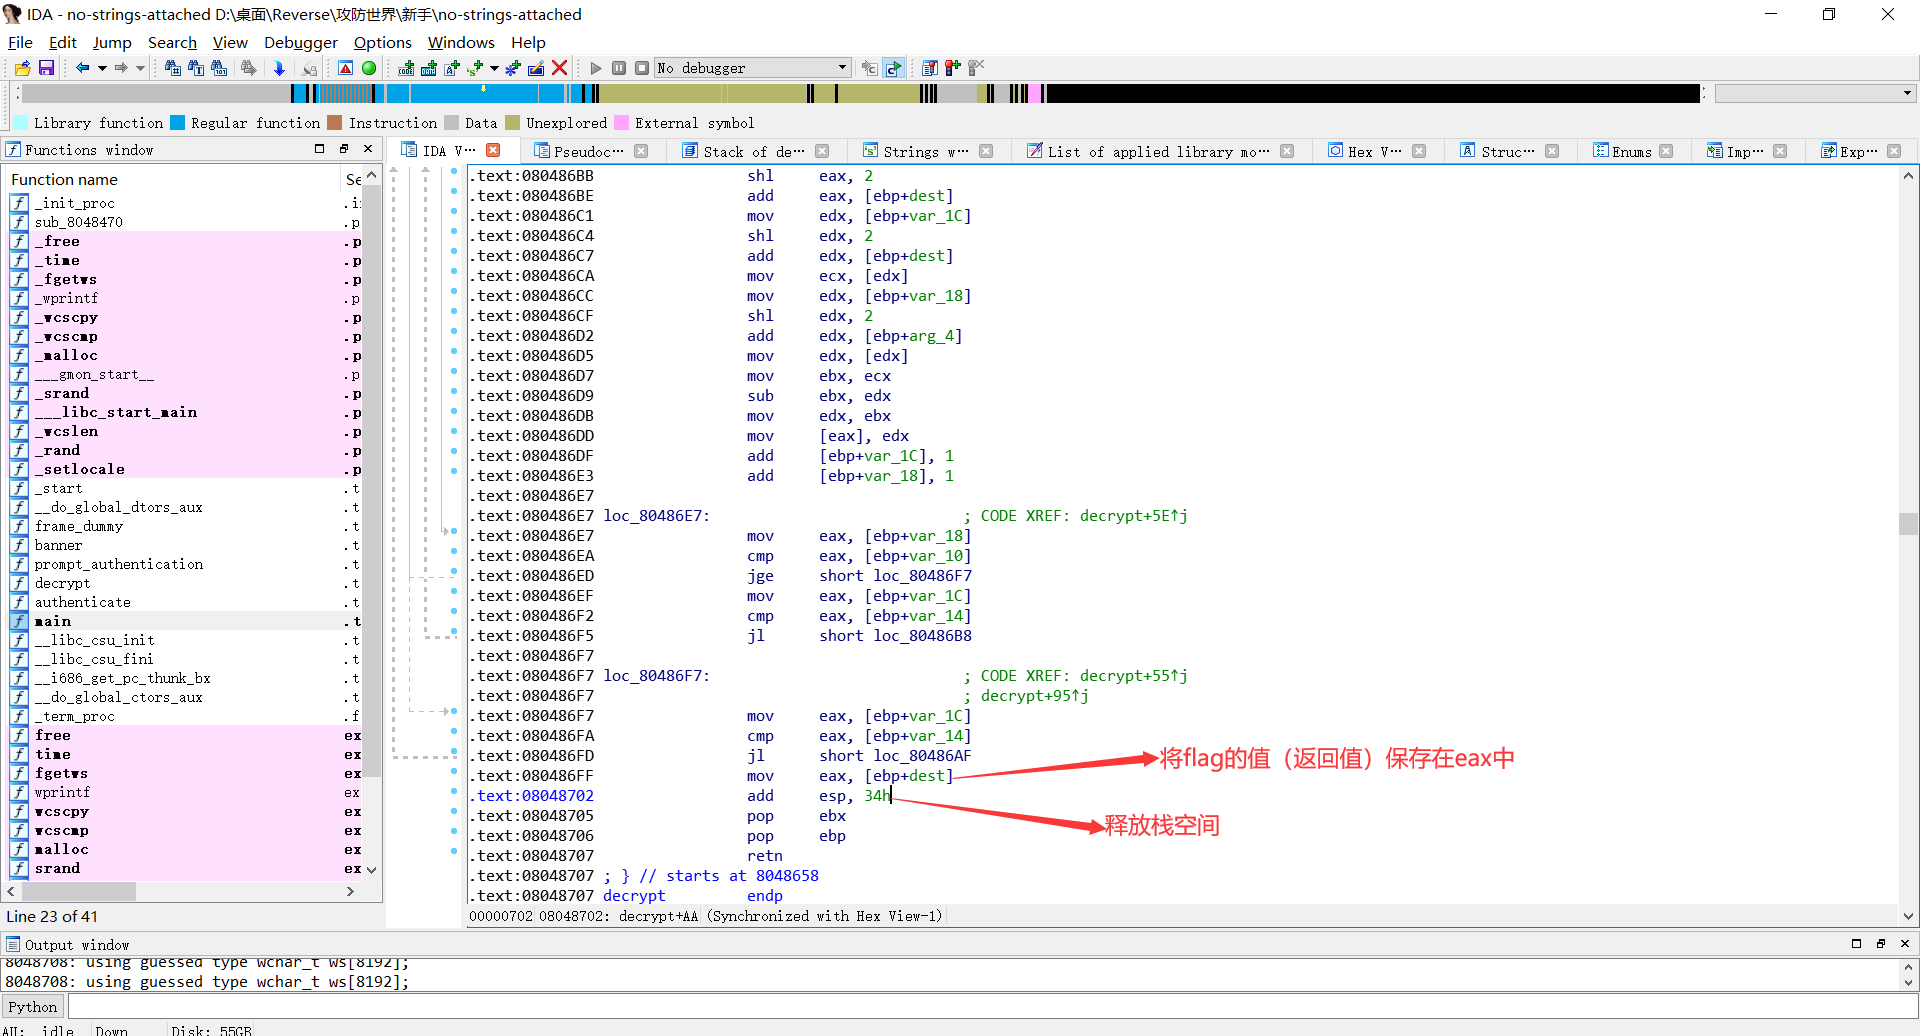 IDA - no-strings-attached D:\桌面\Reverse\攻防世界\新手\no-strings-attached
File Edit Jump Search View Debugger Options Windows Help
No debugger
Library function Regular function Instruction Data Unexplored External symbol
Functions window
IDA V··· Pseudoc··· Stack of de··· Strings w··· List of applied library mo··· Hex V··· Struc··· Enums Imp··· Exp···
Function name Se
_init_proc .i
sub_8048470 .p
_free .p
_time .p
_fgetws .p
_wprintf .p
_wcscpy .p
_wcscmp .p
_malloc .p
___gmon_start__ .p
_srand .p
___libc_start_main .p
_wcslen .p
_rand .p
_setlocale .p
_start .t
__do_global_dtors_aux .t
frame_dummy .t
banner .t
prompt_authentication .t
decrypt .t
authenticate .t
main .t
__libc_csu_init .t
__libc_csu_fini .t
__i686_get_pc_thunk_bx .t
__do_global_ctors_aux .t
_term_proc .f
free ex
time ex
fgetws ex
wprintf ex
wcscpy ex
wcscmp ex
malloc ex
srand ex
Line 23 of 41
.text:080486BB shl eax, 2
.text:080486BE add eax, [ebp+dest]
.text:080486C1 mov edx, [ebp+var_1C]
.text:080486C4 shl edx, 2
.text:080486C7 add edx, [ebp+dest]
.text:080486CA mov ecx, [edx]
.text:080486CC mov edx, [ebp+var_18]
.text:080486CF shl edx, 2
.text:080486D2 add edx, [ebp+arg_4]
.text:080486D5 mov edx, [edx]
.text:080486D7 mov ebx, ecx
.text:080486D9 sub ebx, edx
.text:080486DB mov edx, ebx
.text:080486DD mov [eax], edx
.text:080486DF add [ebp+var_1C], 1
.text:080486E3 add [ebp+var_18], 1
.text:080486E7
.text:080486E7 loc_80486E7: ; CODE XREF: decrypt+5E↑j
.text:080486E7 mov eax, [ebp+var_18]
.text:080486EA cmp eax, [ebp+var_10]
.text:080486ED jge short loc_80486F7
.text:080486EF mov eax, [ebp+var_1C]
.text:080486F2 cmp eax, [ebp+var_14]
.text:080486F5 jl short loc_80486B8
.text:080486F7
.text:080486F7 loc_80486F7: ; CODE XREF: decrypt+55↑j
.text:080486F7 ; decrypt+95↑j
.text:080486F7 mov eax, [ebp+var_1C]
.text:080486FA cmp eax, [ebp+var_14]
.text:080486FD jl short loc_80486AF
.text:080486FF mov eax, [ebp+dest]
将flag的值（返回值）保存在eax中
.text:08048702 add esp, 34h
.text:08048705 pop ebx
释放栈空间
.text:08048706 pop ebp
.text:08048707 retn
.text:08048707 ; } // starts at 8048658
.text:08048707 decrypt endp
00000702 08048702: decrypt+AA (Synchronized with Hex View-1)
Output window
8048708: using guessed type wchar_t ws[8192];
8048708: using guessed type wchar_t ws[8192];
Python
AU: idle Down Disk: 55GB